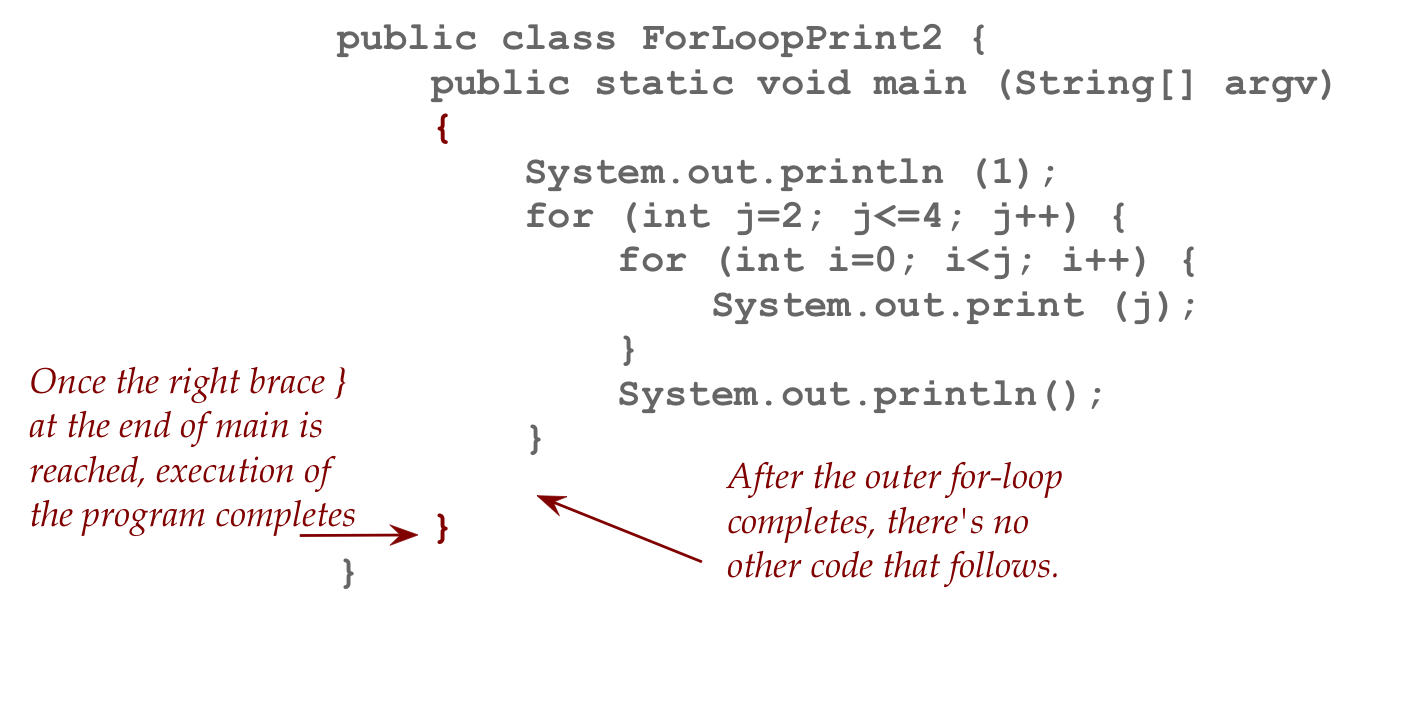 public class ForLoopPrint2 {
public static void main (String[] argv)
{
System.out.println (1);
for (int j=2; j<=4; j++) {
for (int i=0; i<j; i++) {
System.out.print (j);
}
System.out.println();
}
}
}
Once the right brace }
at the end of main is
reached, execution of
the program completes
After the outer for-loop
completes, there's no
other code that follows.